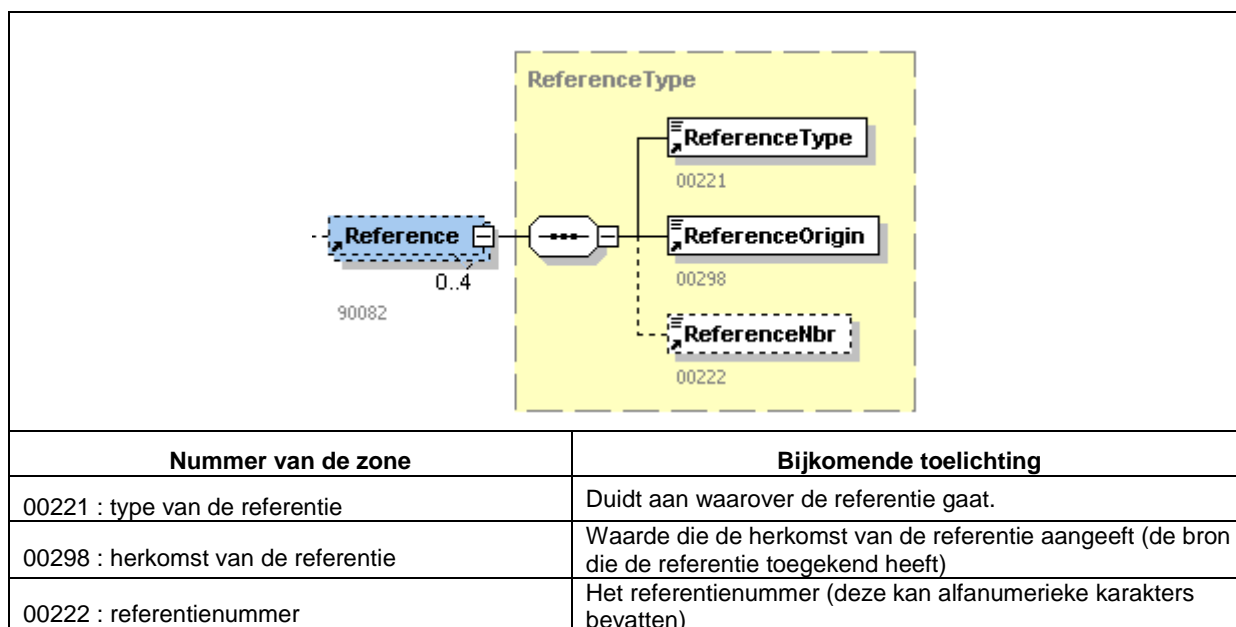 ReferenceType
ReferenceType
00221
Reference
0..4
90082
ReferenceOrigin
00298
ReferenceNbr
00222
Nummer van de zone
Bijkomende toelichting
00221 : type van de referentie
Duidt aan waarover de referentie gaat.
00298 : herkomst van de referentie
Waarde die de herkomst van de referentie aangeeft (de bron
die de referentie toegekend heeft)
00222 : referentienummer
Het referentienummer (deze kan alfanumerieke karakters
bevatten)